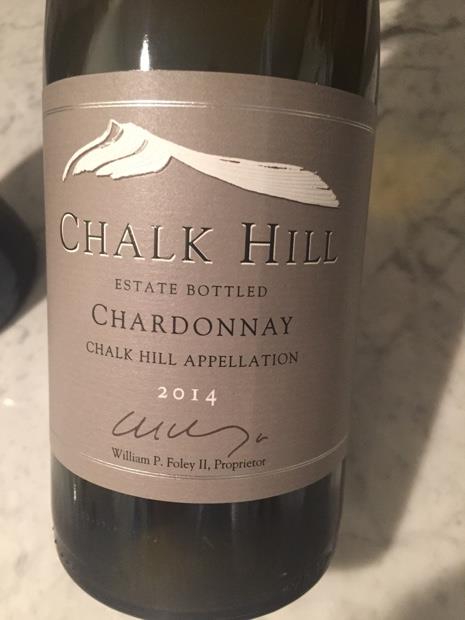 CHALK HILL
ESTATE BOTTLED
CHARDONNAY
CHALK HILL APPELLATION
2014
William P. Foley II, Proprietor